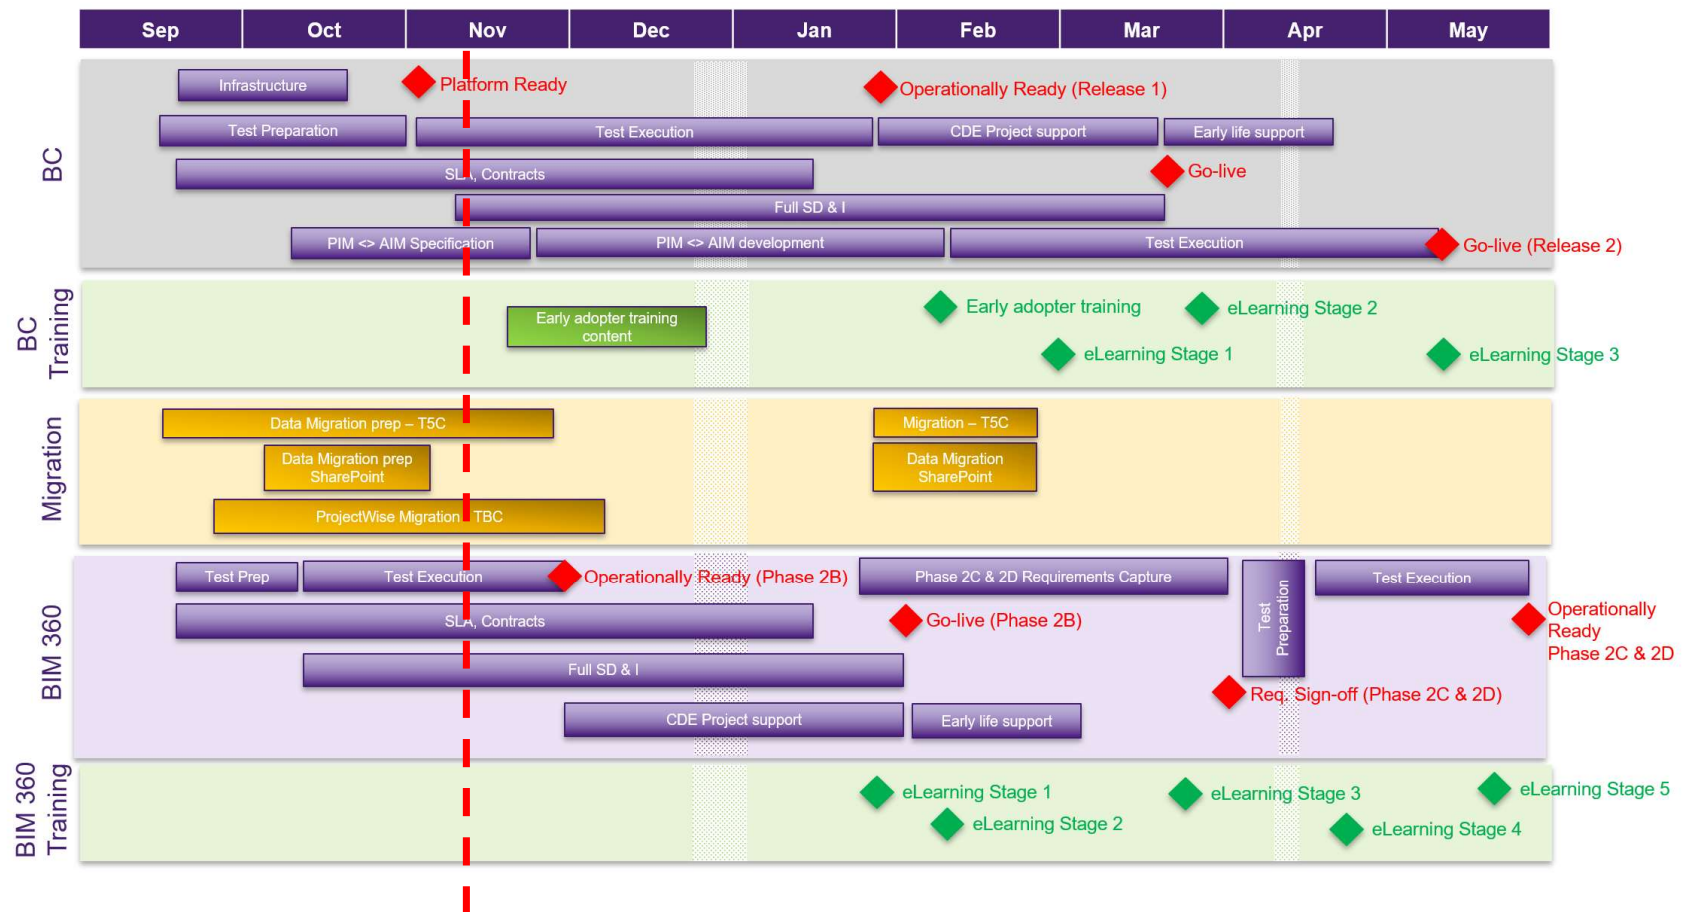 Sep Oct Nov Dec Jan Feb Mar Apr May
BC
Infrastructure
Platform Ready
Operationally Ready (Release 1)
Test Preparation
Test Execution
CDE Project support
Early life support
SLA, Contracts
Go-live
Full SD & I
PIM <> AIM Specification
PIM <> AIM development
Test Execution
Go-live (Release 2)
BC
Training
Early adopter training
content
Early adopter training
eLearning Stage 2
eLearning Stage 1
eLearning Stage 3
Migration
Data Migration prep – T5C
Migration – T5C
Data Migration prep
SharePoint
Data Migration
SharePoint
ProjectWise Migration TBC
BIM 360
Test Prep
Test Execution
Operationally Ready (Phase 2B)
Phase 2C & 2D Requirements Capture
Test
Preparation
Test Execution
SLA, Contracts
Go-live (Phase 2B)
Operationally
Ready
Phase 2C & 2D
Full SD & I
Req. Sign-off (Phase 2C & 2D)
CDE Project support
Early life support
BIM 360
Training
eLearning Stage 1
eLearning Stage 2
eLearning Stage 3
eLearning Stage 4
eLearning Stage 5